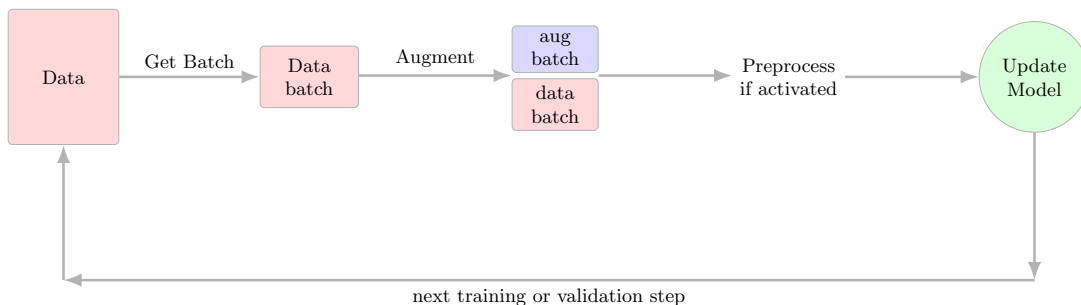 Data
Get Batch
Data
batch
Augment
aug
batch
data
batch
Preprocess
if activated
Update
Model
next training or validation step